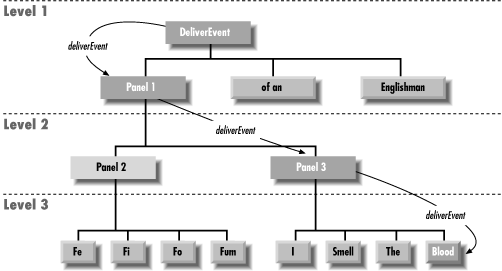 Level 1
DeliverEvent
deliverEvent
Panel 1
of an
Englishman
Level 2
deliverEvent
Panel 2
Panel 3
Level 3
deliverEvent
Fe
Fi
Fo
Fum
I
Smell
The
Blood